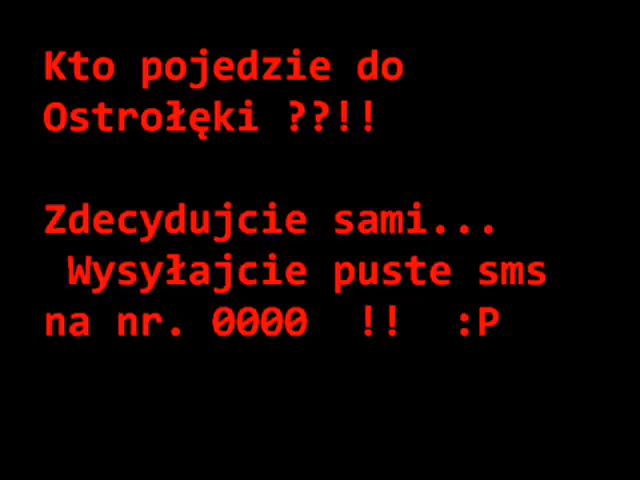 Kto pojedzie do
Ostrołęki ??!!
Zdecydujcie sami...
Wysyłajcie puste sms
na nr. 0000 !! :P